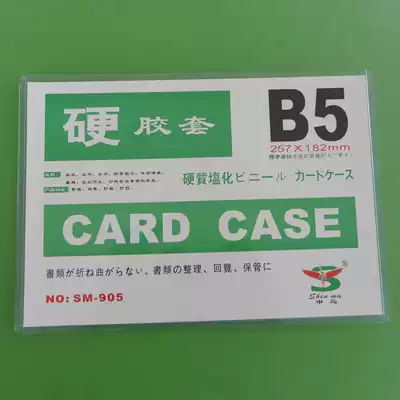 硬胶套
B5
257×182mm
硬質塩化ビニール カードケース
CARD CASE
書類が折ね曲がらない。書類の整理、回覧、保管に
NO: SM-905
®
Shen ma
申马